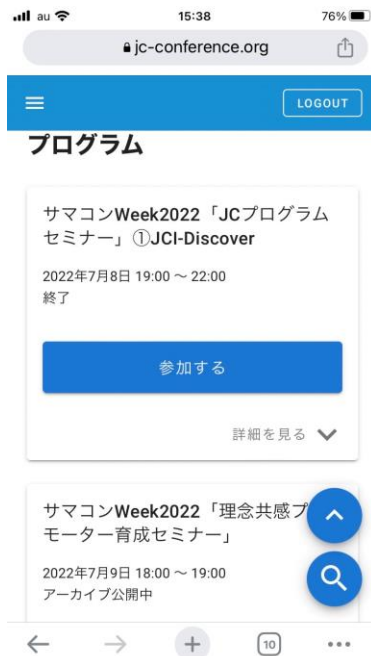 au 15:38 76%
jc-conference.org
LOGOUT
プログラム
サマコンWeek2022「JCプログラム
セミナー」①JCI-Discover
2022年7月8日 19:00 ～ 22:00
終了
参加する
詳細を見る
サマコンWeek2022「理念共感プ
モーター育成セミナー」
2022年7月9日 18:00 ～ 19:00
アーカイブ公開中
10